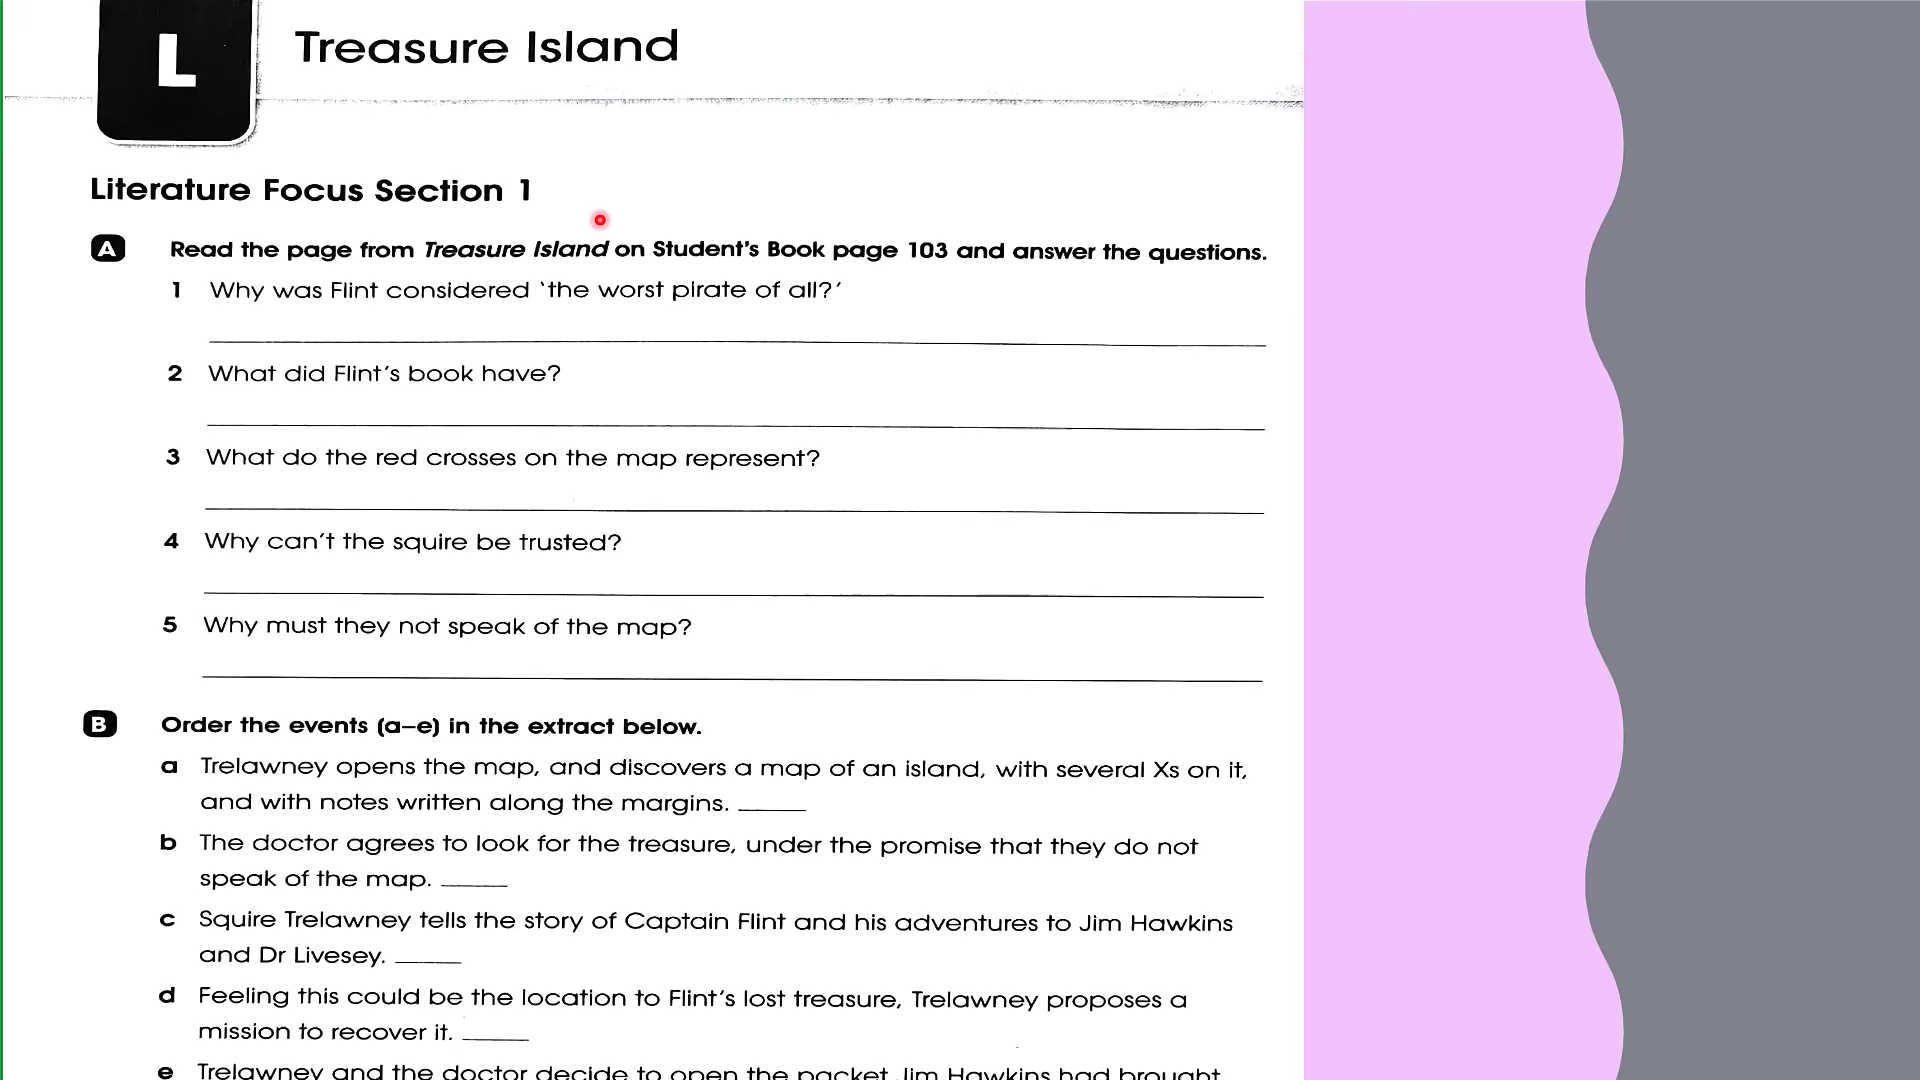 L
Treasure Island
Literature Focus Section 1
A Read the page from Treasure Island on Student's Book page 103 and answer the questions.
1 Why was Flint considered 'the worst pirate of all?'
2 What did Flint's book have?
3 What do the red crosses on the map represent?
4 Why can't the squire be trusted?
5 Why must they not speak of the map?
B Order the events (a–e) in the extract below.
a Trelawney opens the map, and discovers a map of an island, with several Xs on it,
and with notes written along the margins. _____
b The doctor agrees to look for the treasure, under the promise that they do not
speak of the map. _____
c Squire Trelawney tells the story of Captain Flint and his adventures to Jim Hawkins
and Dr Livesey. _____
d Feeling this could be the location to Flint's lost treasure, Trelawney proposes a
mission to recover it. _____
e Trelawney and the doctor decide to open the packet Jim Hawkins had brought